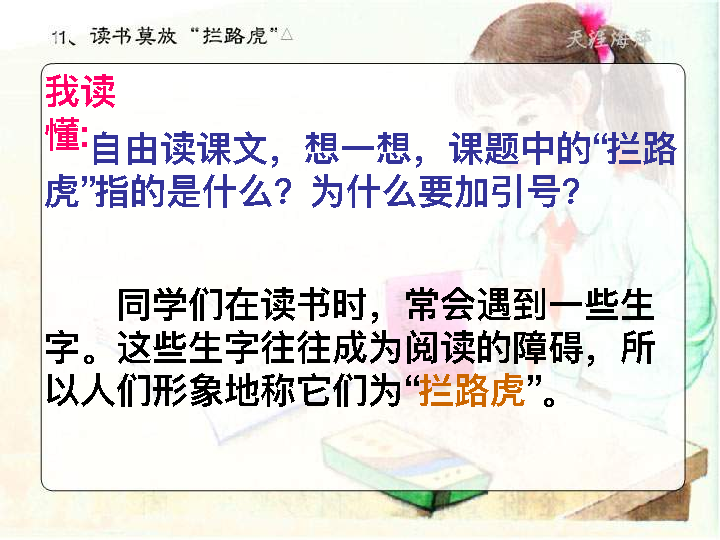 11、读书莫放“拦路虎”△
天涯海萍
我读
懂:
自由读课文，想一想，课题中的“拦路
虎”指的是什么？为什么要加引号？
同学们在读书时，常会遇到一些生
字。这些生字往往成为阅读的障碍，所
以人们形象地称它们为“拦路虎”。